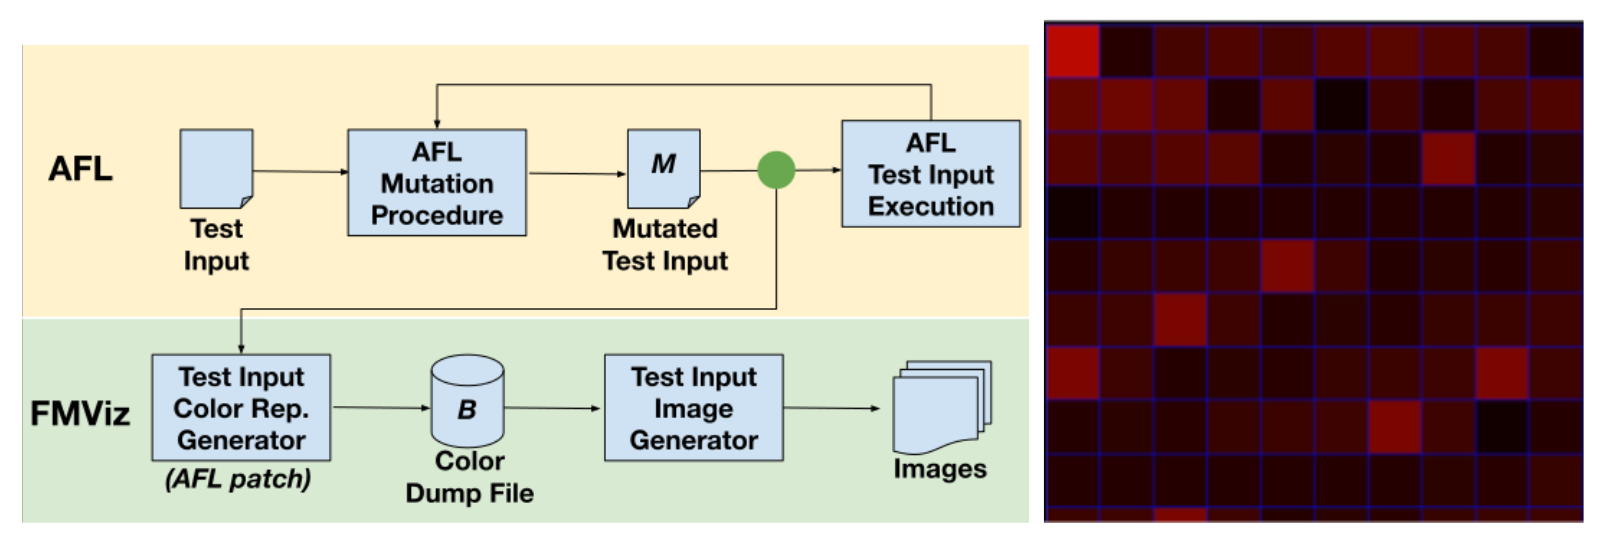 AFL
Test
Input
AFL
Mutation
Procedure
M
Mutated
Test Input
AFL
Test Input
Execution
FMViz
Test Input
Color Rep.
Generator
(AFL patch)
B
Color
Dump File
Test Input
Image
Generator
Images